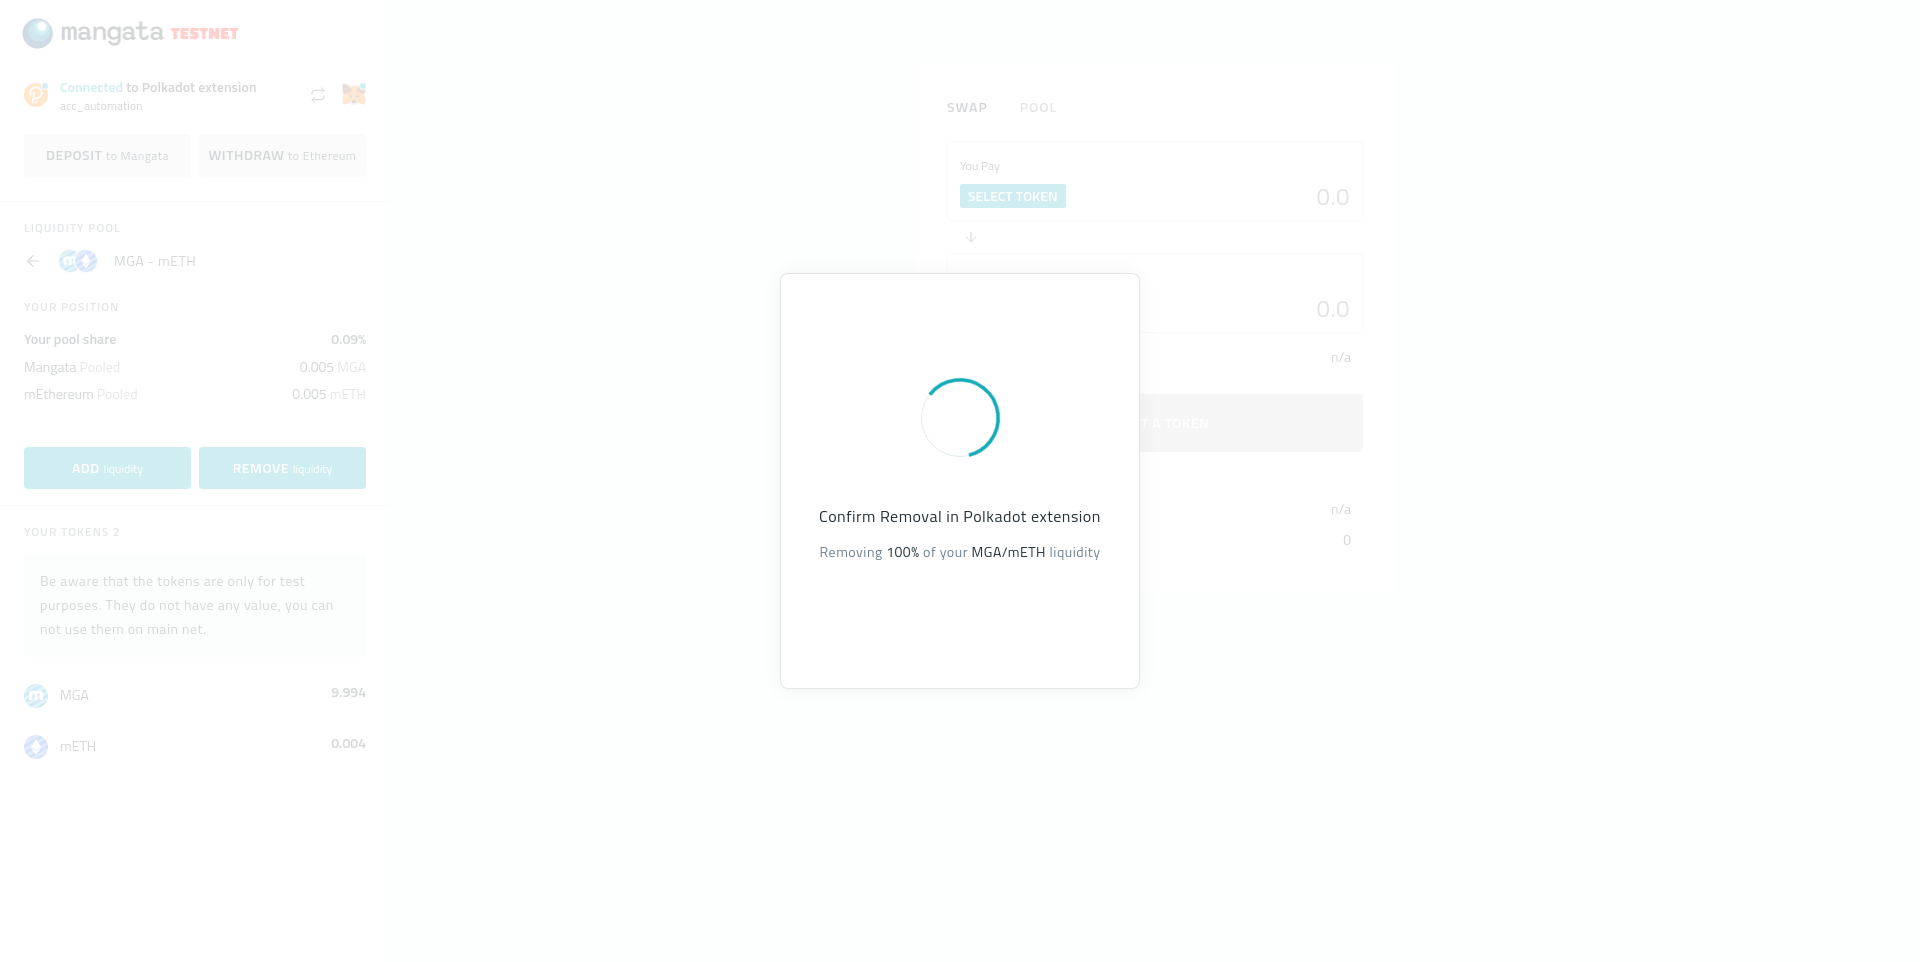 mangata TESTNET
Connected to Polkadot extension
acc_automation
DEPOSIT to Mangata
WITHDRAW to Ethereum
LIQUIDITY POOL
MGA - mETH
YOUR POSITION
Your pool share 0.09%
Mangata Pooled 0.005 MGA
mEthereum Pooled 0.005 mETH
ADD liquidity
REMOVE liquidity
YOUR TOKENS 2
Be aware that the tokens are only for test
purposes. They do not have any value, you can
not use them on main net.
MGA 9.994
mETH 0.004
SWAP POOL
You Pay
SELECT TOKEN 0.0
0.0
n/a
T A TOKEN
n/a
0
Confirm Removal in Polkadot extension
Removing 100% of your MGA/mETH liquidity